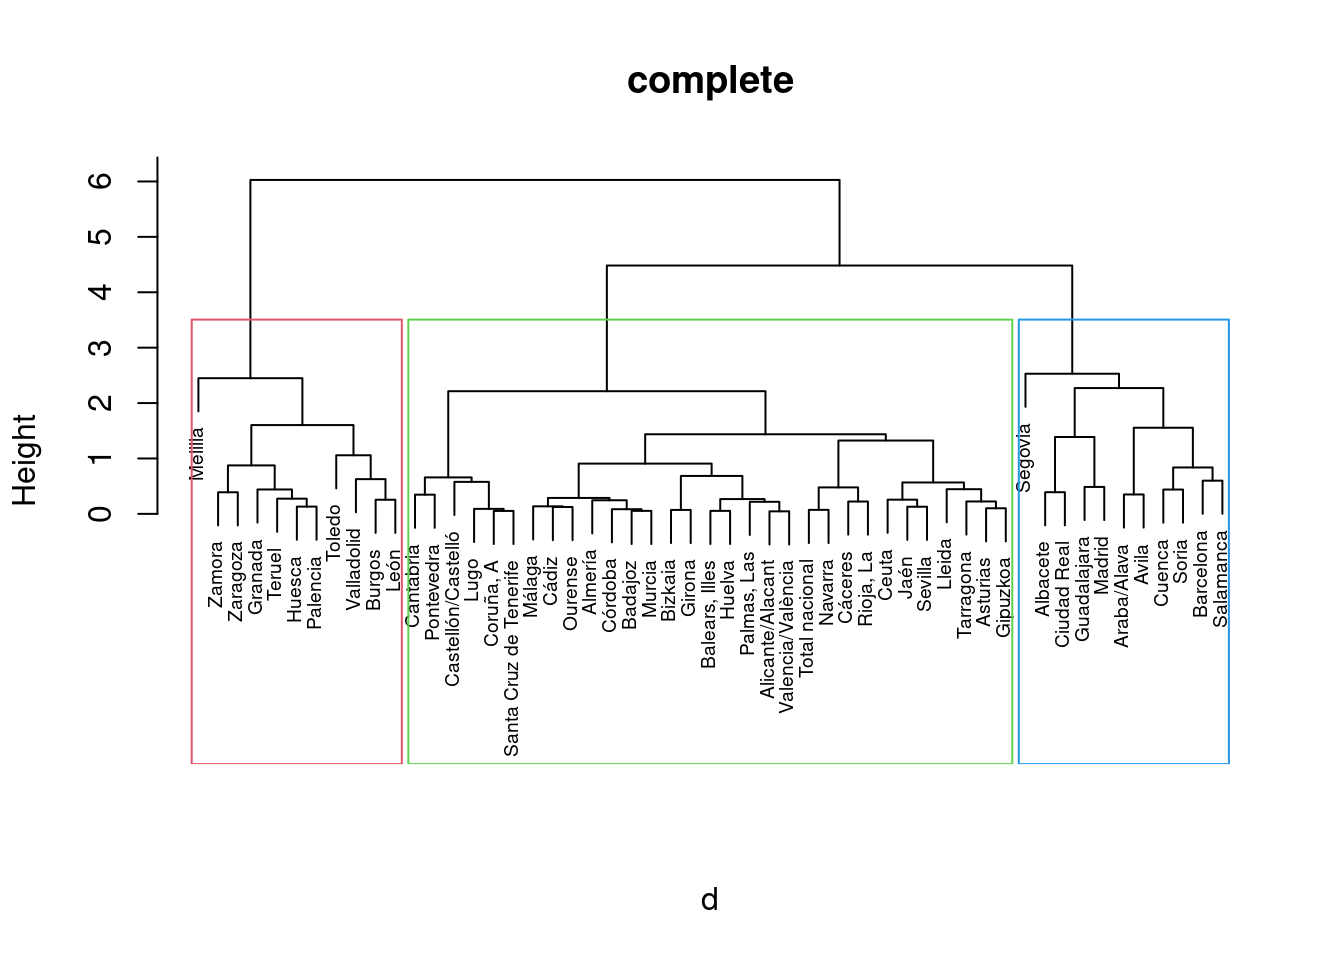 complete
Height
6
5
4
3
2
1
0
Melilla
Zamora
Zaragoza
Granada
Teruel
Huesca
Palencia
Toledo
Valladolid
Burgos
León
Cantabria
Pontevedra
Castellón/Castelló
Lugo
Coruña, A
Santa Cruz de Tenerife
Málaga
Cádiz
Ourense
Almería
Córdoba
Badajoz
Murcia
Bizkaia
Girona
Balears, Illes
Huelva
Palmas, Las
Alicante/Alacant
Valencia/València
Total nacional
Navarra
Cáceres
Rioja, La
Ceuta
Jaén
Sevilla
Lleida
Tarragona
Asturias
Gipuzkoa
Segovia
Albacete
Ciudad Real
Guadalajara
Madrid
Araba/Álava
Ávila
Cuenca
Soria
Barcelona
Salamanca
d